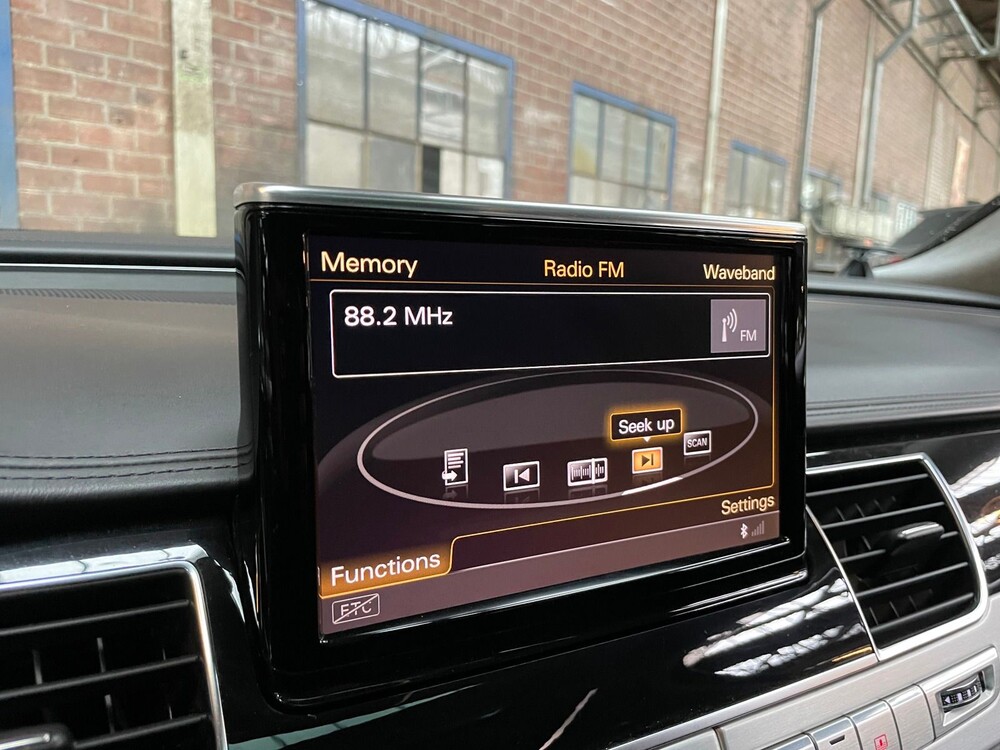 Memory Radio FM Waveband
88.2 MHz
FM
Seek up
SCAN
Settings
Functions
ETC